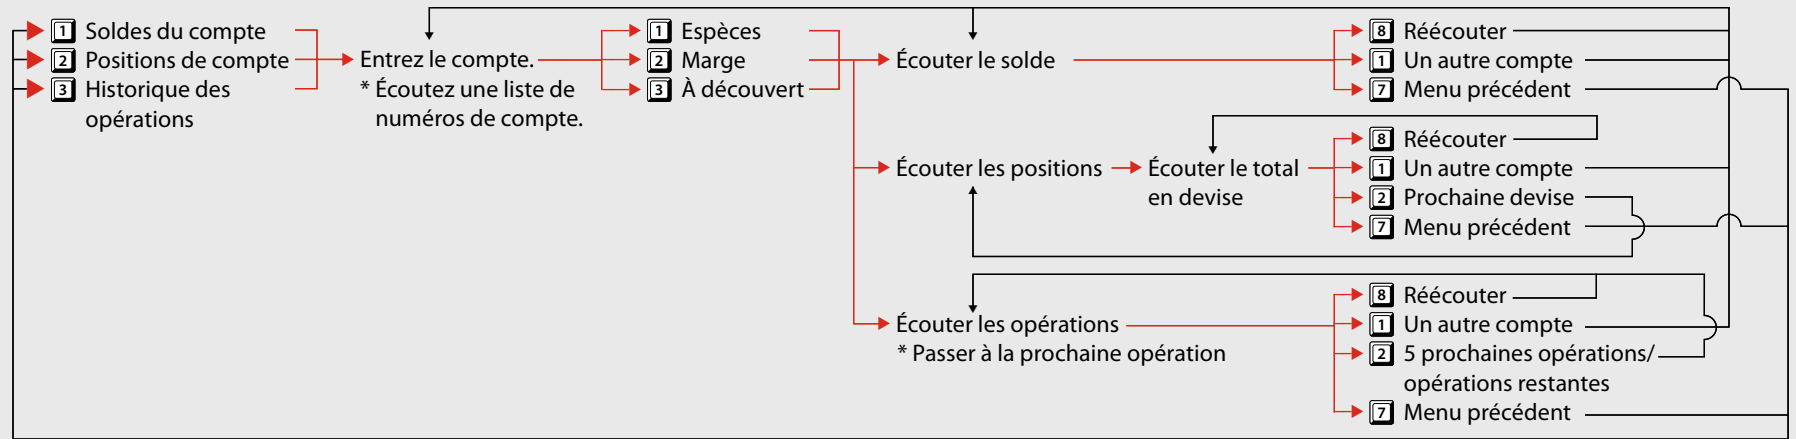 1 Soldes du compte
2 Positions de compte
3 Historique des
opérations
Entrez le compte.
* Écoutez une liste de
numéros de compte.
1 Espèces
2 Marge
3 À découvert
Écouter le solde
8 Réécouter
1 Un autre compte
7 Menu précédent
Écouter les positions
Écouter le total
en devise
8 Réécouter
1 Un autre compte
2 Prochaine devise
7 Menu précédent
Écouter les opérations
* Passer à la prochaine opération
8 Réécouter
1 Un autre compte
2 5 prochaines opérations/
opérations restantes
7 Menu précédent